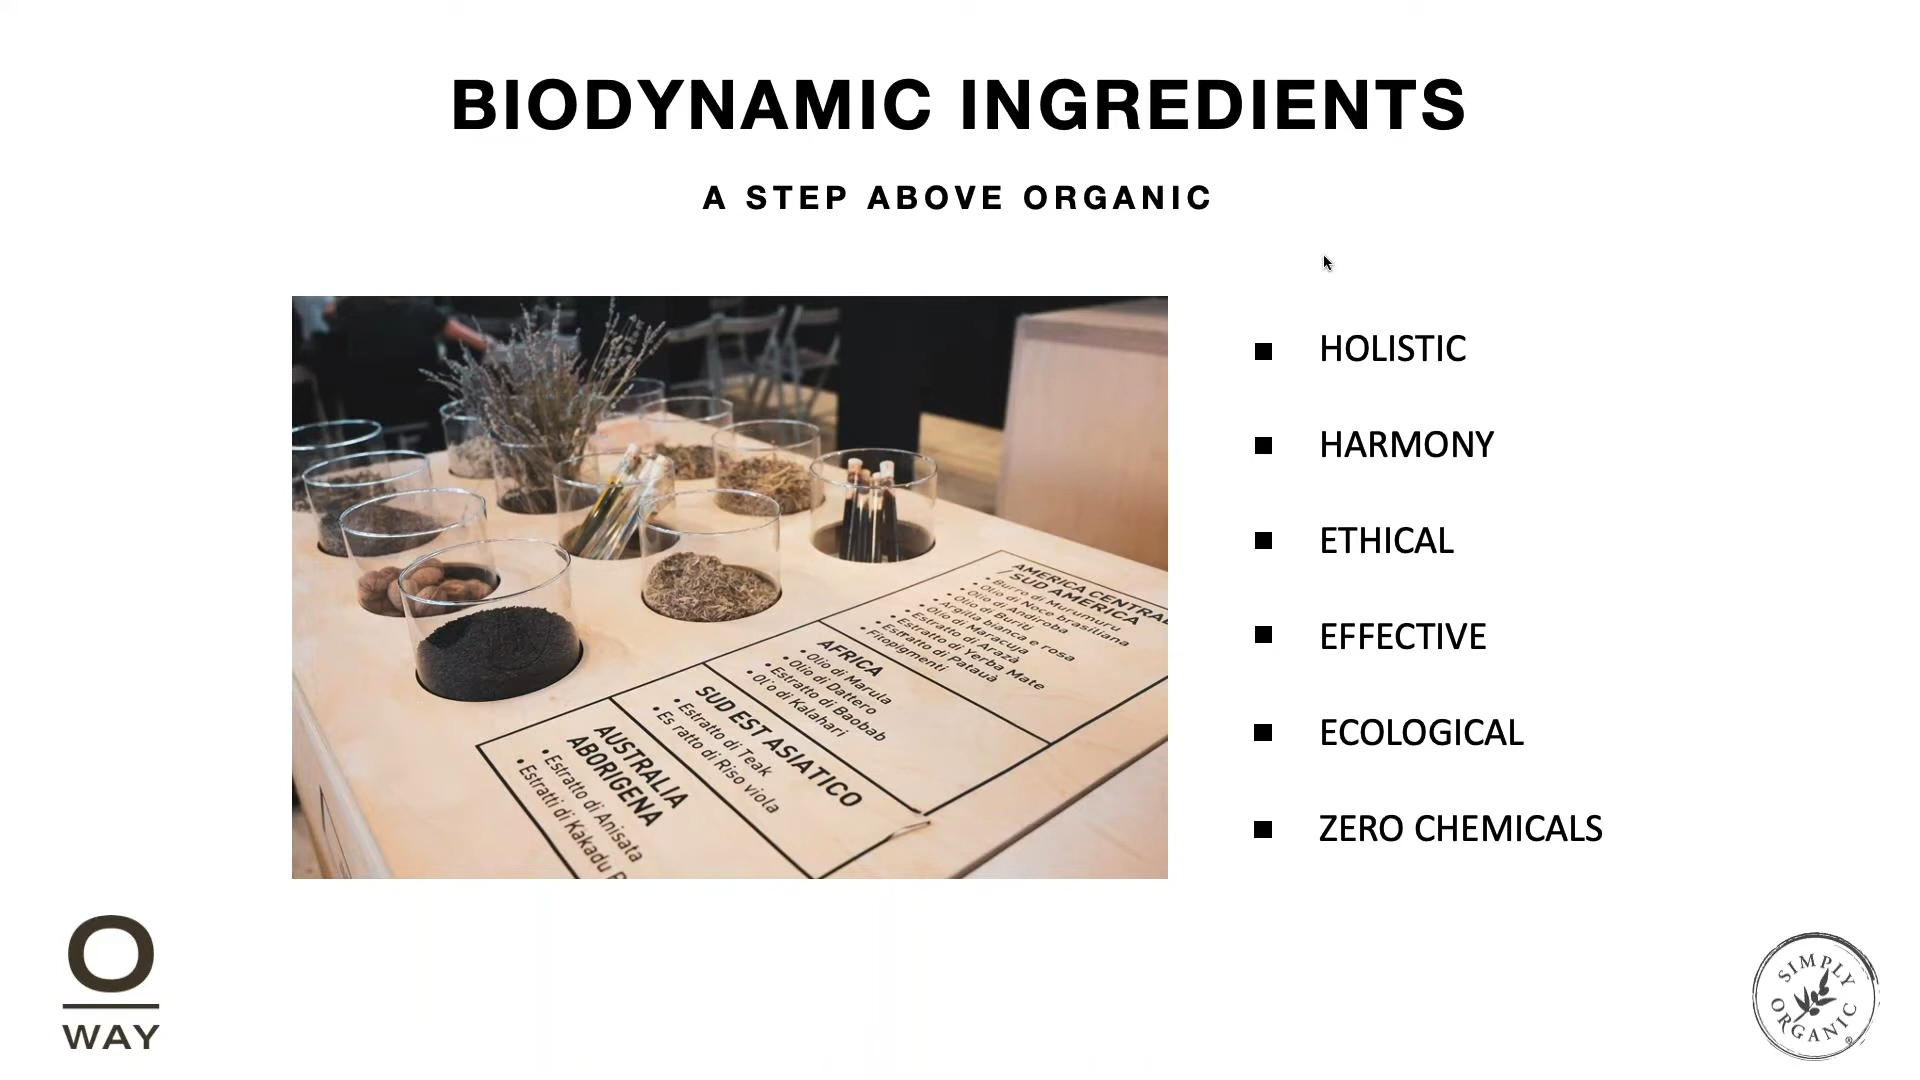 BIODYNAMIC INGREDIENTS
A STEP ABOVE ORGANIC
HOLISTIC
HARMONY
ETHICAL
EFFECTIVE
ECOLOGICAL
ZERO CHEMICALS
AMERICA CENTRAL
/ SUD AMERICA
• Burro di Murumuru
• Olio di Noce brasiliana
• Olio di Andiroba
• Olio di Buriti
• Argilla bianca e rosa
• Olio di Maracuja
• Estratto di Arazà
• Estratto di Yerba Mate
• Estratto di Patauà
• Fitopigmenti
AFRICA
• Olio di Marula
• Olio di Dattero
• Estratto di Baobab
• Ol o di Kalahari
SUD EST ASIATICO
• Estratto di Teak
• Es ratto di Riso viola
AUSTRALIA
ABORIGENA
• Estratto di Anisata
• Estratti di Kakadu P
O
WAY
SIMPLY
ORGANIC®